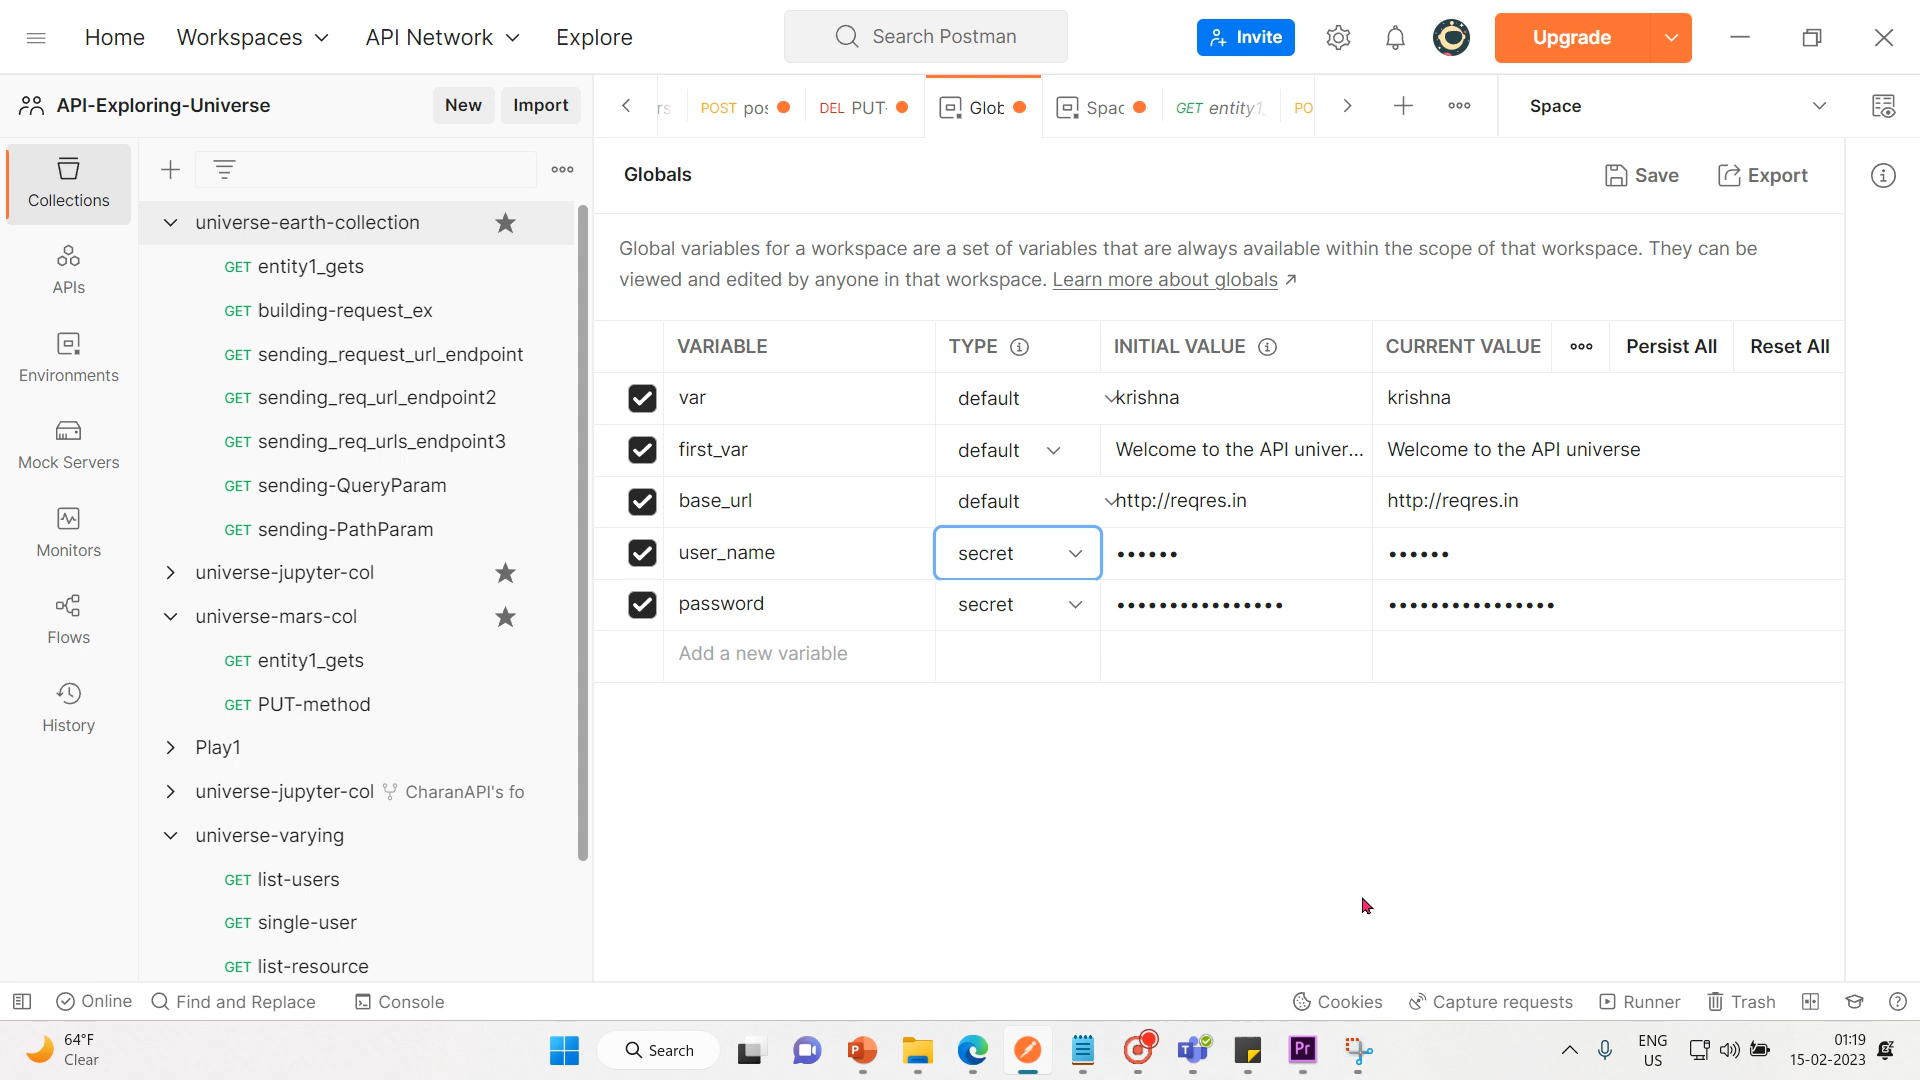 Home Workspaces API Network Explore Search Postman Invite Upgrade
API-Exploring-Universe New Import
rs POST pos DEL PUT- Glob Spac GET entity1_ PO Space
Collections
APIs
Environments
Mock Servers
Monitors
Flows
History
universe-earth-collection
GET entity1_gets
GET building-request_ex
GET sending_request_url_endpoint
GET sending_req_url_endpoint2
GET sending_req_urls_endpoint3
GET sending-QueryParam
GET sending-PathParam
universe-jupyter-col
universe-mars-col
GET entity1_gets
GET PUT-method
Play1
universe-jupyter-col CharanAPI's fo
universe-varying
GET list-users
GET single-user
GET list-resource
Globals Save Export
Global variables for a workspace are a set of variables that are always available within the scope of that workspace. They can be
viewed and edited by anyone in that workspace. Learn more about globals ↗
VARIABLE TYPE INITIAL VALUE CURRENT VALUE Persist All Reset All
var default krishna krishna
first_var default Welcome to the API univer... Welcome to the API universe
base_url default http://reqres.in http://reqres.in
user_name secret •••••• ••••••
password secret •••••••••••••••• ••••••••••••••••
Add a new variable
Online Find and Replace Console Cookies Capture requests Runner Trash
64°F
Clear
Search
P
Pr
ENG
US
01:19
15-02-2023